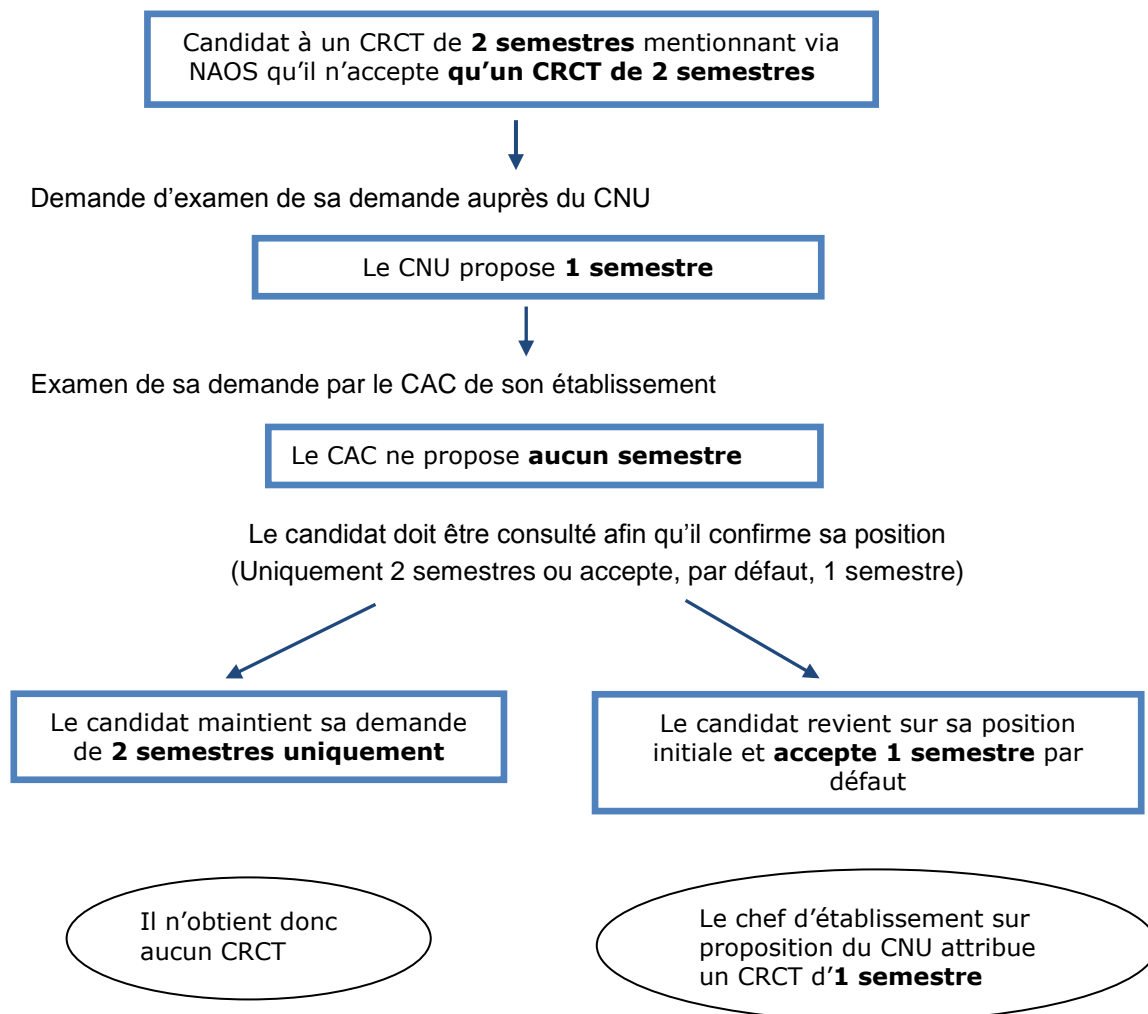 Candidat à un CRCT de 2 semestres mentionnant via
NAOS qu’il n’accepte qu’un CRCT de 2 semestres
Demande d’examen de sa demande auprès du CNU
Le CNU propose 1 semestre
Examen de sa demande par le CAC de son établissement
Le CAC ne propose aucun semestre
Le candidat doit être consulté afin qu’il confirme sa position
(Uniquement 2 semestres ou accepte, par défaut, 1 semestre)
Le candidat maintient sa demande
de 2 semestres uniquement
Le candidat revient sur sa position
initiale et accepte 1 semestre par
défaut
Il n’obtient donc
aucun CRCT
Le chef d’établissement sur
proposition du CNU attribue
un CRCT d’1 semestre